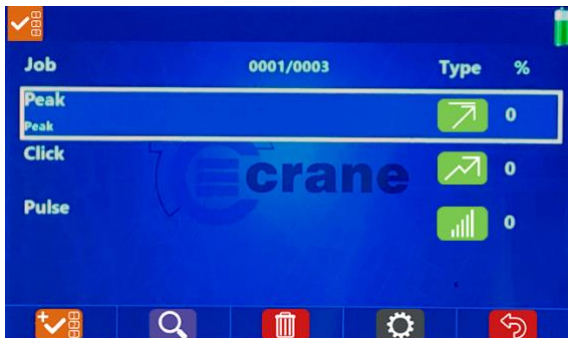 Job 0001/0003 Type %
Peak 0
Peak
Click 0
Pulse 0
crane